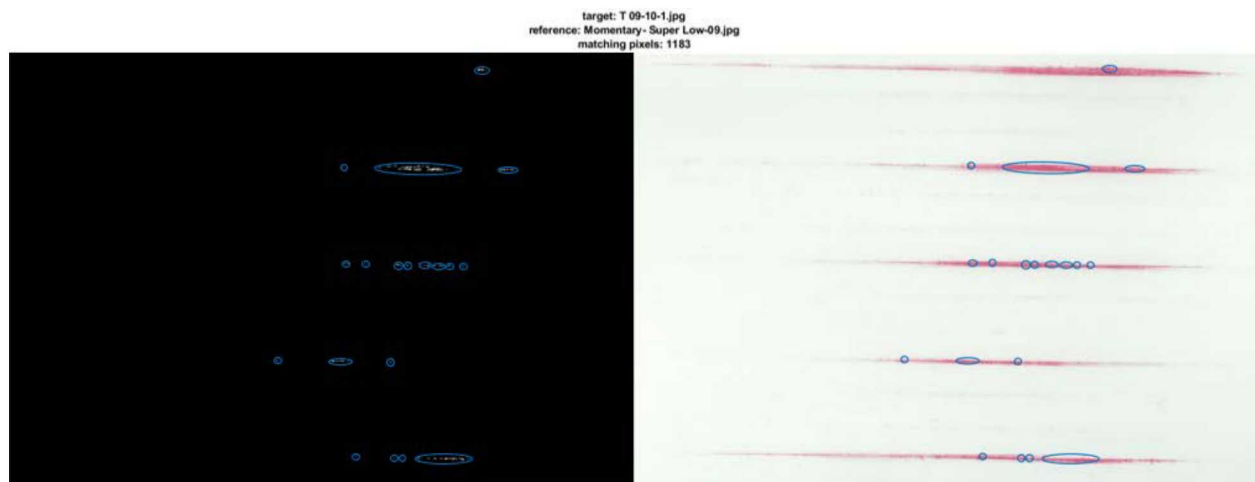 target: T 09-10-1.jpg
reference: Momentary- Super Low-09.jpg
matching pixels: 1183